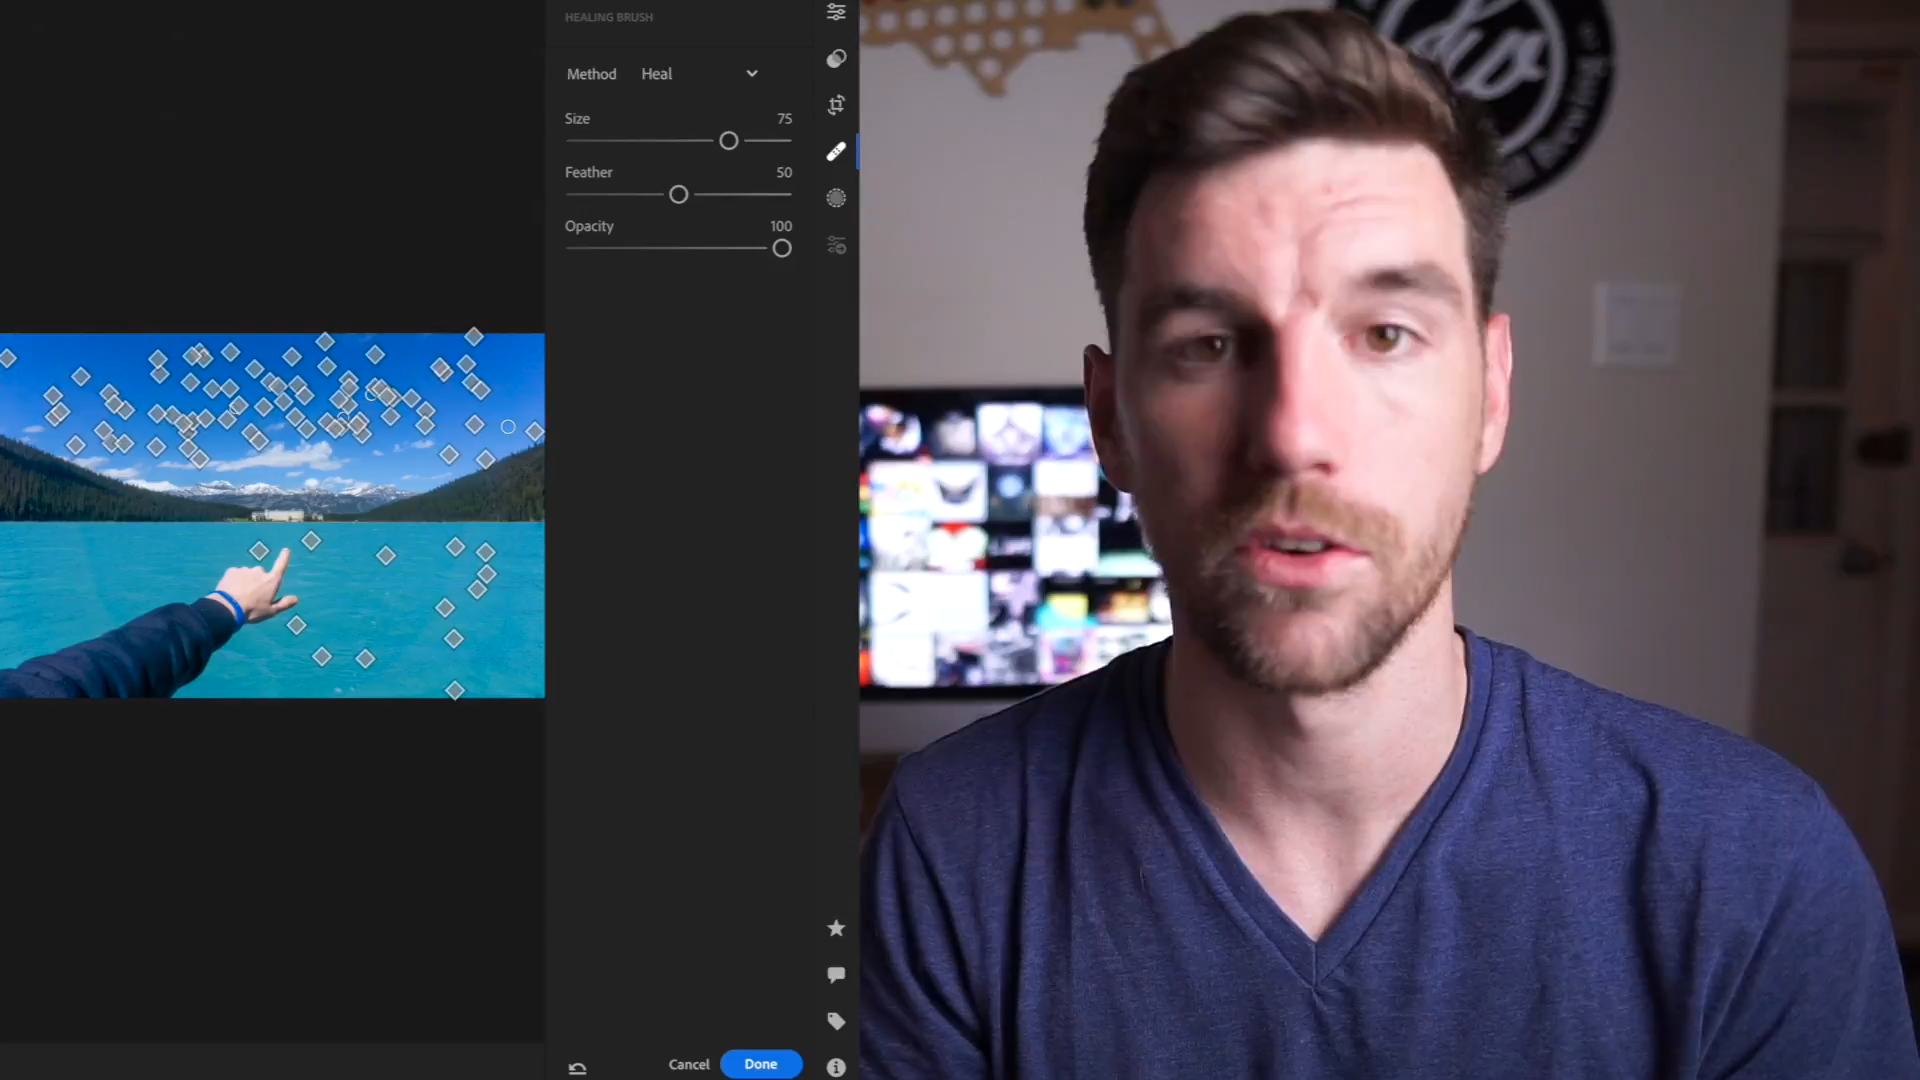 HEALING BRUSH
Method Heal
Size 75
Feather 50
Opacity 100
Cancel Done